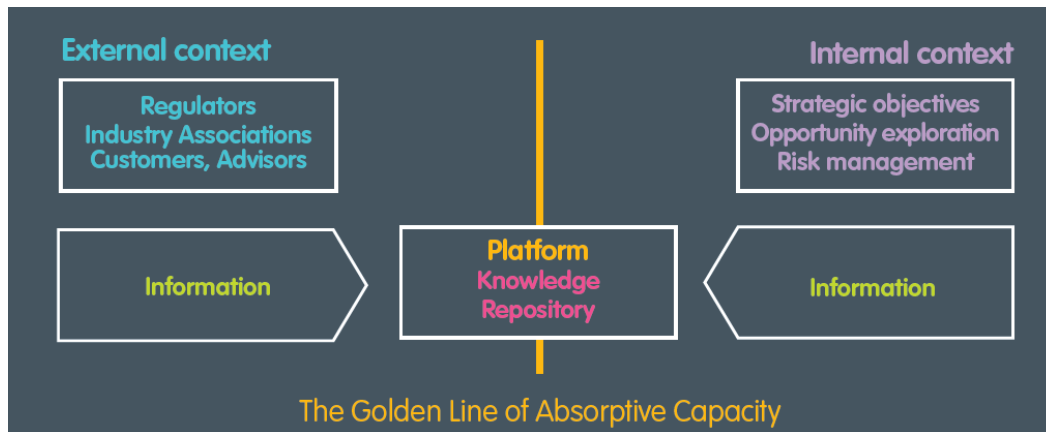 External context
Internal context
Regulators
Industry Associations
Customers, Advisors
Strategic objectives
Opportunity exploration
Risk management
Information
Platform
Knowledge
Repository
Information
The Golden Line of Absorptive Capacity